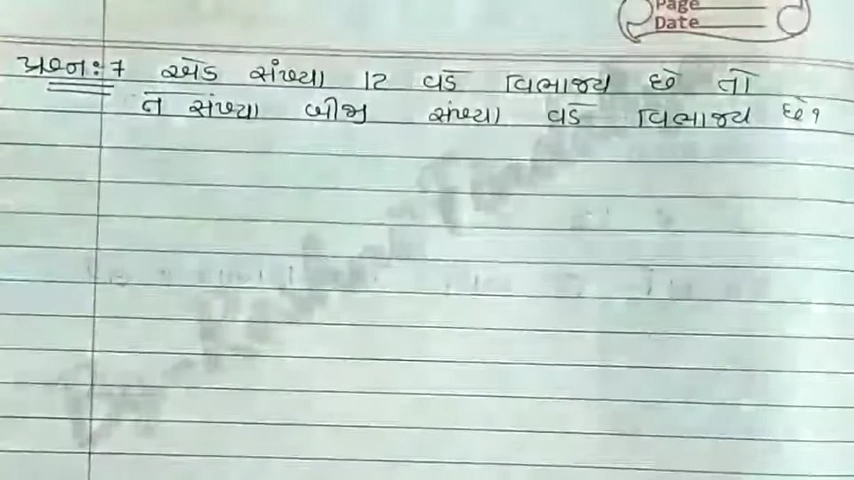 Page
Date
પ્રશ્ન:7 એક સંખ્યા 12 વડે વિભાજ્ય છે તો
તે સંખ્યા બીજી સંખ્યા વડે વિભાજ્ય છે?